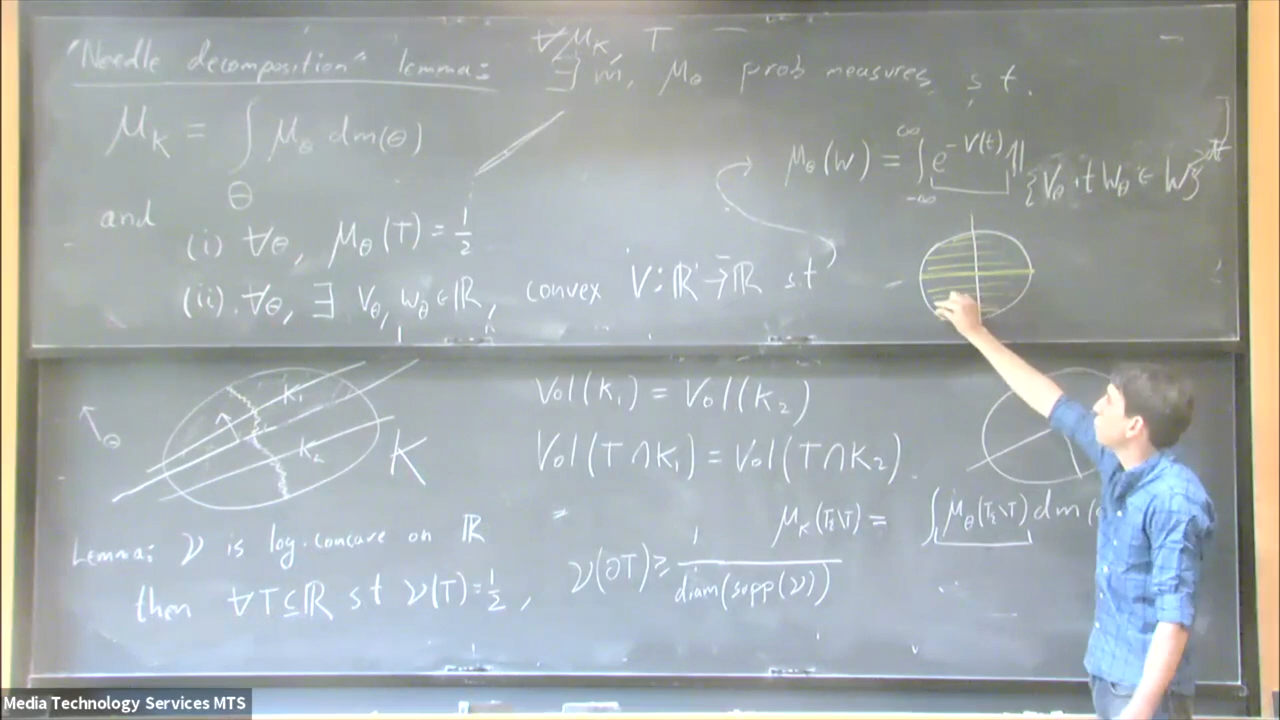 "Needle decomposition" lemma: ∀ μ_K, T
∃ m, μ_θ prob measures s.t.
μ_K = ∫_Θ μ_θ dm(θ)
and
(i) ∀θ, μ_θ(T) = 1/2
(ii) ∀θ, ∃ V_θ, W_θ ∈ ℝ, convex V: ℝ → ℝ s.t
μ_θ(W) = ∫_{-∞}^{∞} e^{-V(t)} 1_{{V_θ + t W_θ ∈ W}} dt
θ
K_1
K_2
K
Vol(K_1) = Vol(K_2)
Vol(T ∩ K_1) = Vol(T ∩ K_2).
μ_K(T_ε \ T) = ∫ μ_θ(T_ε \ T) dm(
Lemma: ν is log-concave on ℝ
then ∀ T ⊆ ℝ s t ν(T) = 1/2, ν(∂T) ≥ 1/diam(supp(ν))
Media Technology Services MTS